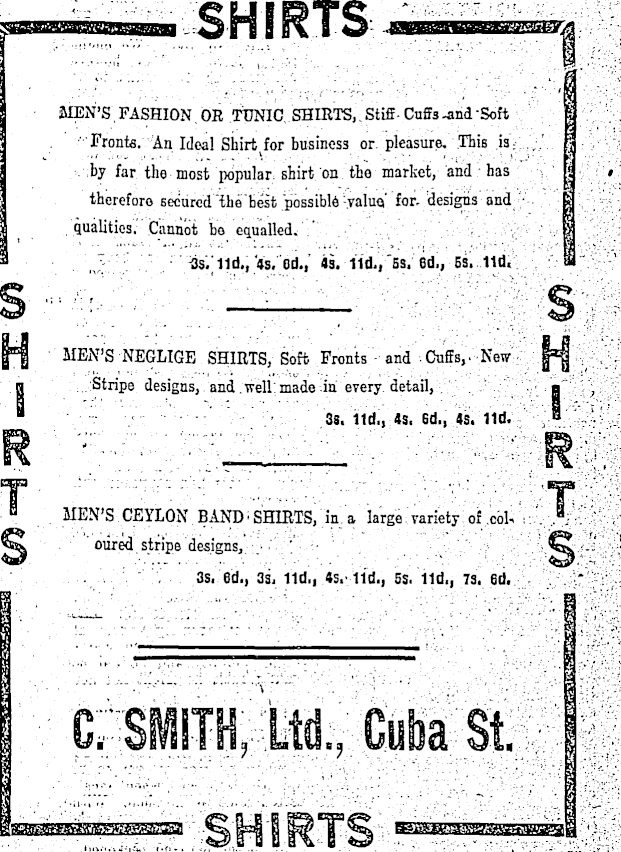 SHIRTS
MEN'S FASHION OR TUNIC SHIRTS, Stiff Cuffs and Soft
Fronts. An Ideal Shirt for business or pleasure. This is
by far the most popular shirt on the market, and has
therefore secured the best possible value for designs and
qualities. Cannot be equalled.
3s. 11d., 4s. 6d., 4s. 11d., 5s. 6d., 5s. 11d.
SHIRTS
SHIRTS
MEN'S NEGLIGE SHIRTS, Soft Fronts and Cuffs, New
Stripe designs, and well made in every detail,
3s. 11d., 4s. 6d., 4s. 11d.
MEN'S CEYLON BAND SHIRTS, in a large variety of col-
oured stripe designs,
3s. 6d., 3s. 11d., 4s. 11d., 5s. 11d., 7s. 6d.
C. SMITH, Ltd., Cuba St.
SHIRTS